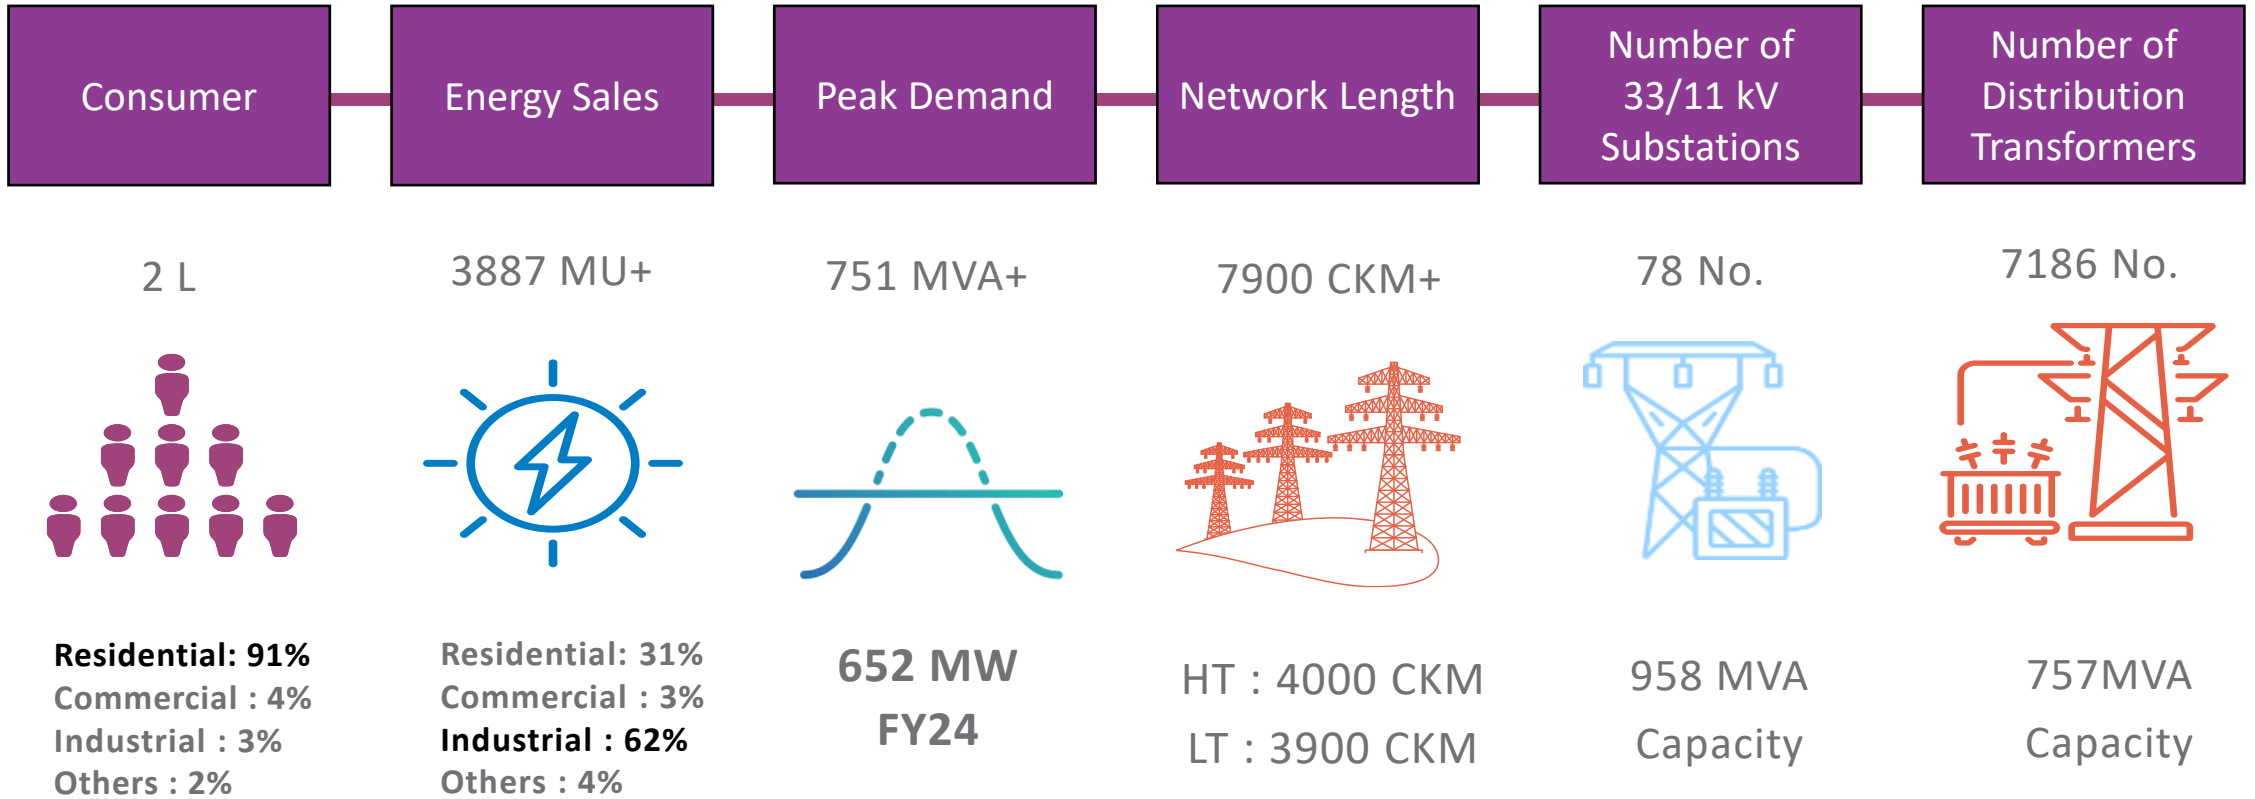 Consumer
Energy Sales
Peak Demand
Network Length
Number of
33/11 kV
Substations
Number of
Distribution
Transformers
2 L
3887 MU+
751 MVA+
7900 CKM+
78 No.
7186 No.
Residential: 91%
Commercial : 4%
Industrial : 3%
Others : 2%
Residential: 31%
Commercial : 3%
Industrial : 62%
Others : 4%
652 MW
FY24
HT : 4000 CKM
LT : 3900 CKM
958 MVA
Capacity
757MVA
Capacity